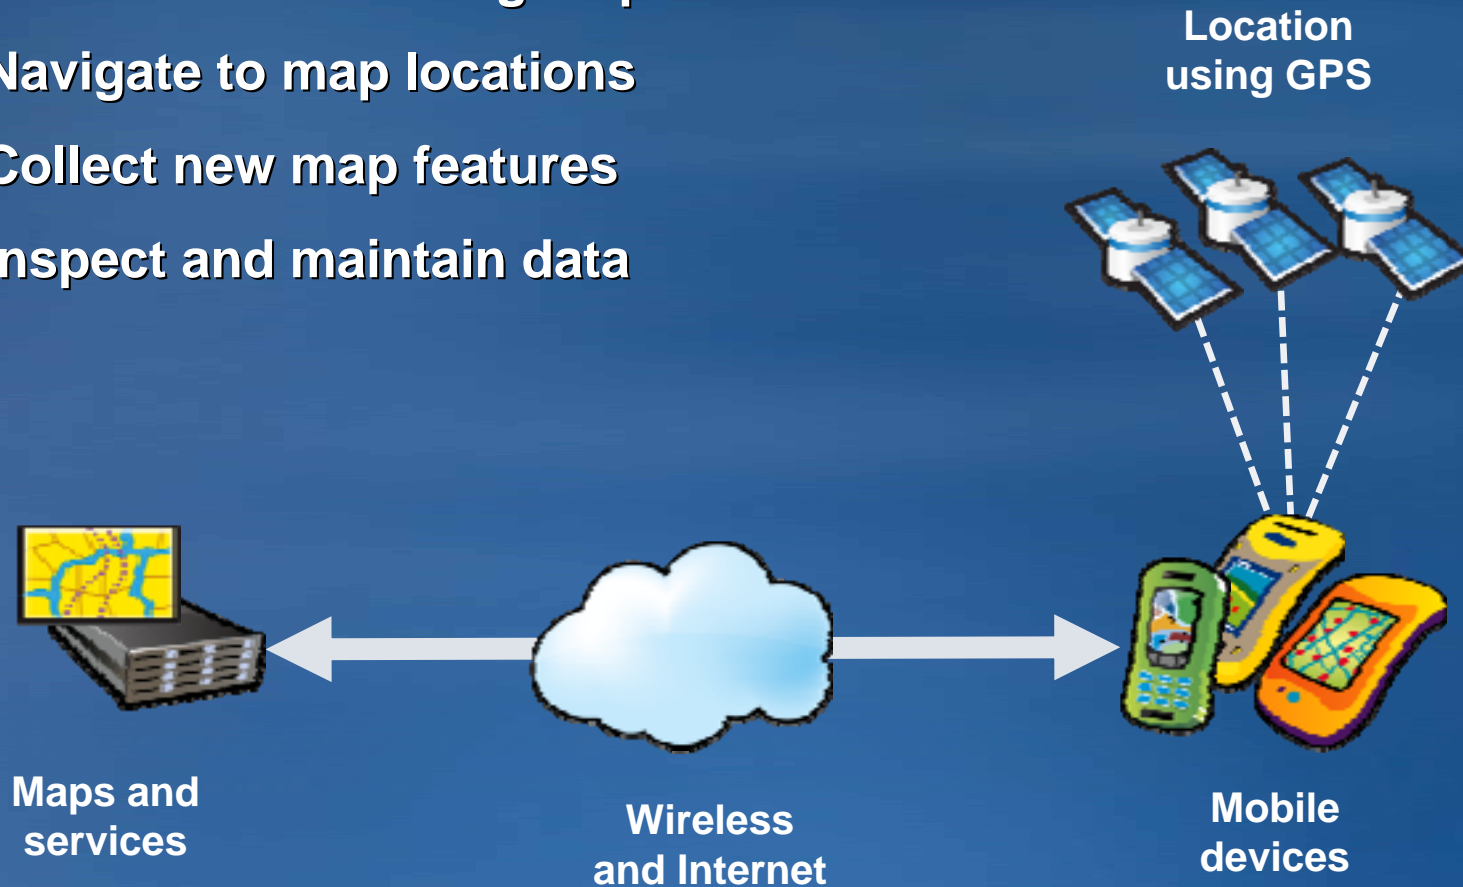 Navigate to map locations
Collect new map features
Inspect and maintain data
Location
using GPS
Maps and
services
Wireless
and Internet
Mobile
devices